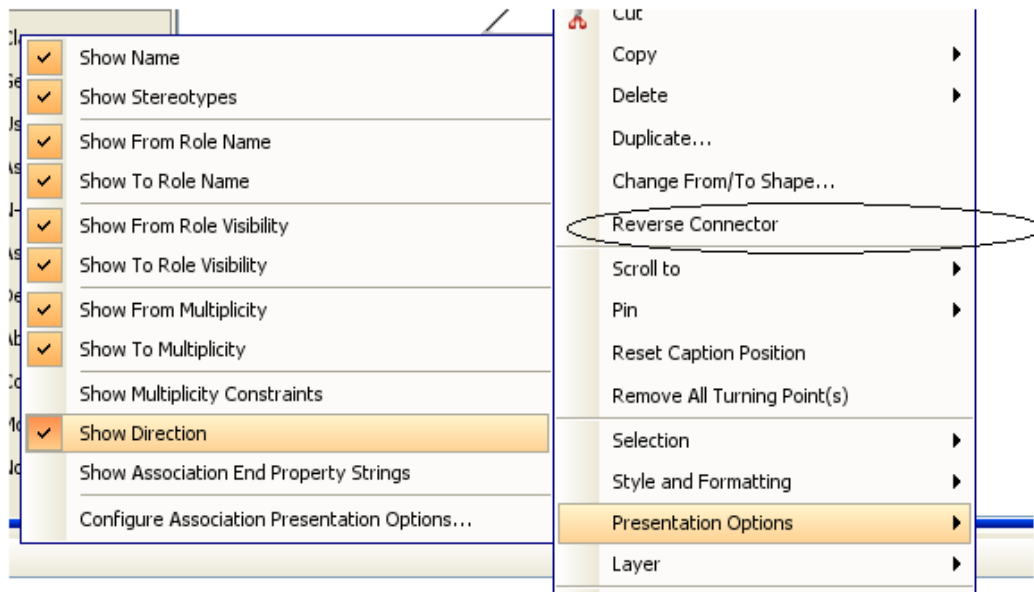 Show Name
Show Stereotypes
Show From Role Name
Show To Role Name
Show From Role Visibility
Show To Role Visibility
Show From Multiplicity
Show To Multiplicity
Show Multiplicity Constraints
Show Direction
Show Association End Property Strings
Configure Association Presentation Options...
Cut
Copy
Delete
Duplicate...
Change From/To Shape...
Reverse Connector
Scroll to
Pin
Reset Caption Position
Remove All Turning Point(s)
Selection
Style and Formatting
Presentation Options
Layer